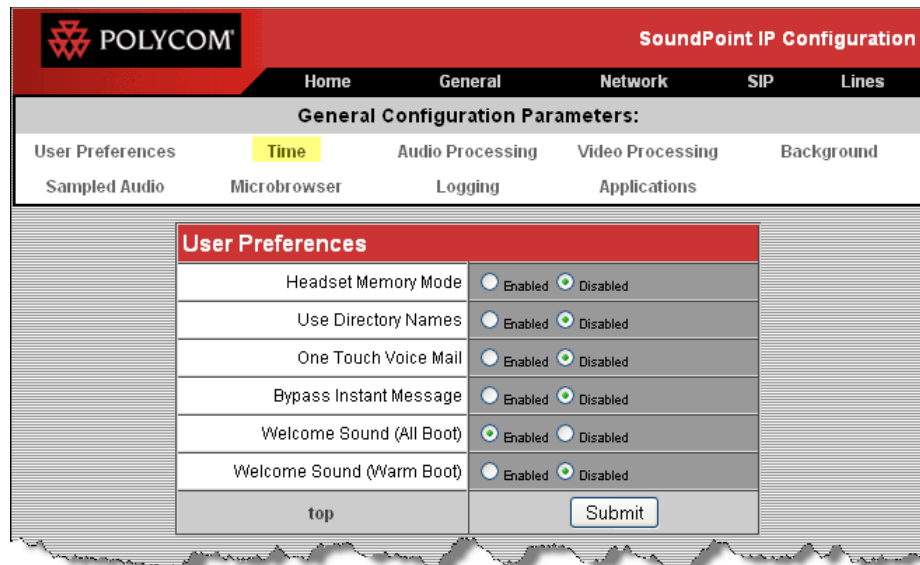 POLYCOM
SoundPoint IP Configuration
Home General Network SIP Lines
General Configuration Parameters:
User Preferences Time Audio Processing Video Processing Background
Sampled Audio Microbrowser Logging Applications
User Preferences
Headset Memory Mode Enabled Disabled
Use Directory Names Enabled Disabled
One Touch Voice Mail Enabled Disabled
Bypass Instant Message Enabled Disabled
Welcome Sound (All Boot) Enabled Disabled
Welcome Sound (Warm Boot) Enabled Disabled
top Submit